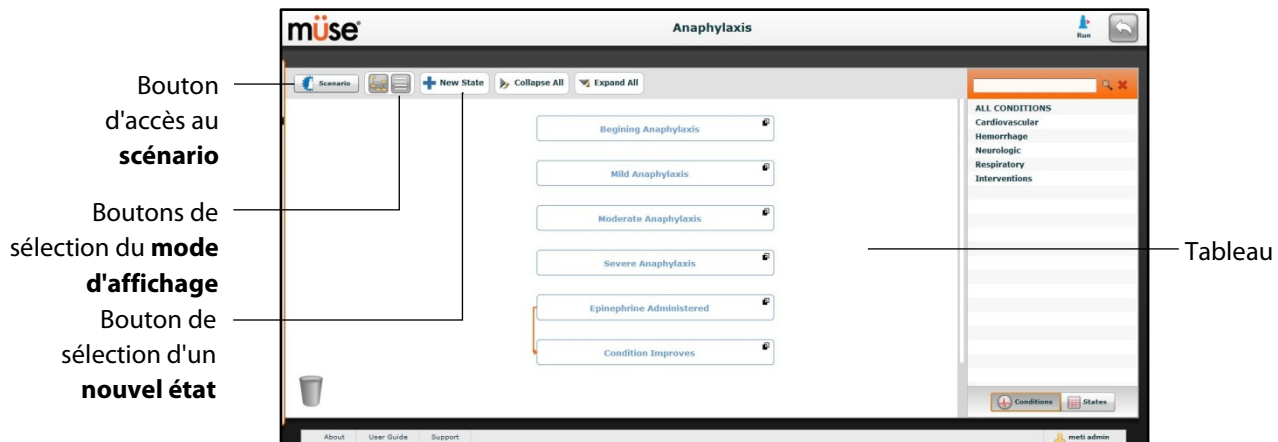 müse
Anaphylaxis
Run
Scenario
New State
Collapse All
Expand All
Bouton
d'accès au
scénario
Boutons de
sélection du mode
d'affichage
Bouton de
sélection d'un
nouvel état
Begining Anaphylaxis
Mild Anaphylaxis
Moderate Anaphylaxis
Severe Anaphylaxis
Epinephrine Administered
Condition Improves
ALL CONDITIONS
Cardiovascular
Hemorrhage
Neurologic
Respiratory
Interventions
Tableau
Conditions
States
About
User Guide
Support
meti admin